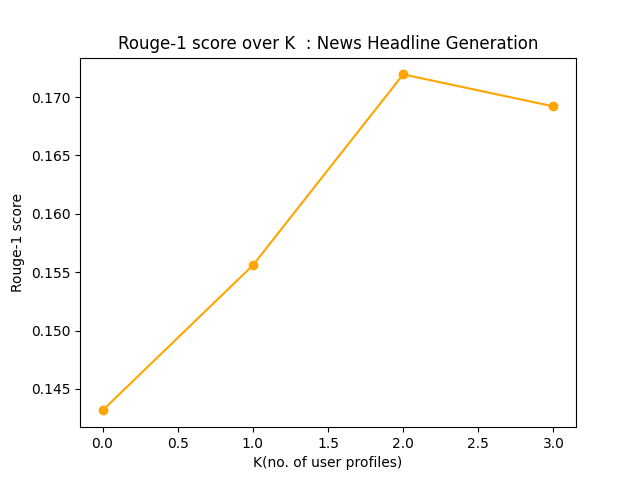 Rouge-1 score over K  : News Headline Generation
Rouge-1 score
0.170
0.165
0.160
0.155
0.150
0.145
0.0 0.5 1.0 1.5 2.0 2.5 3.0
K(no. of user profiles)